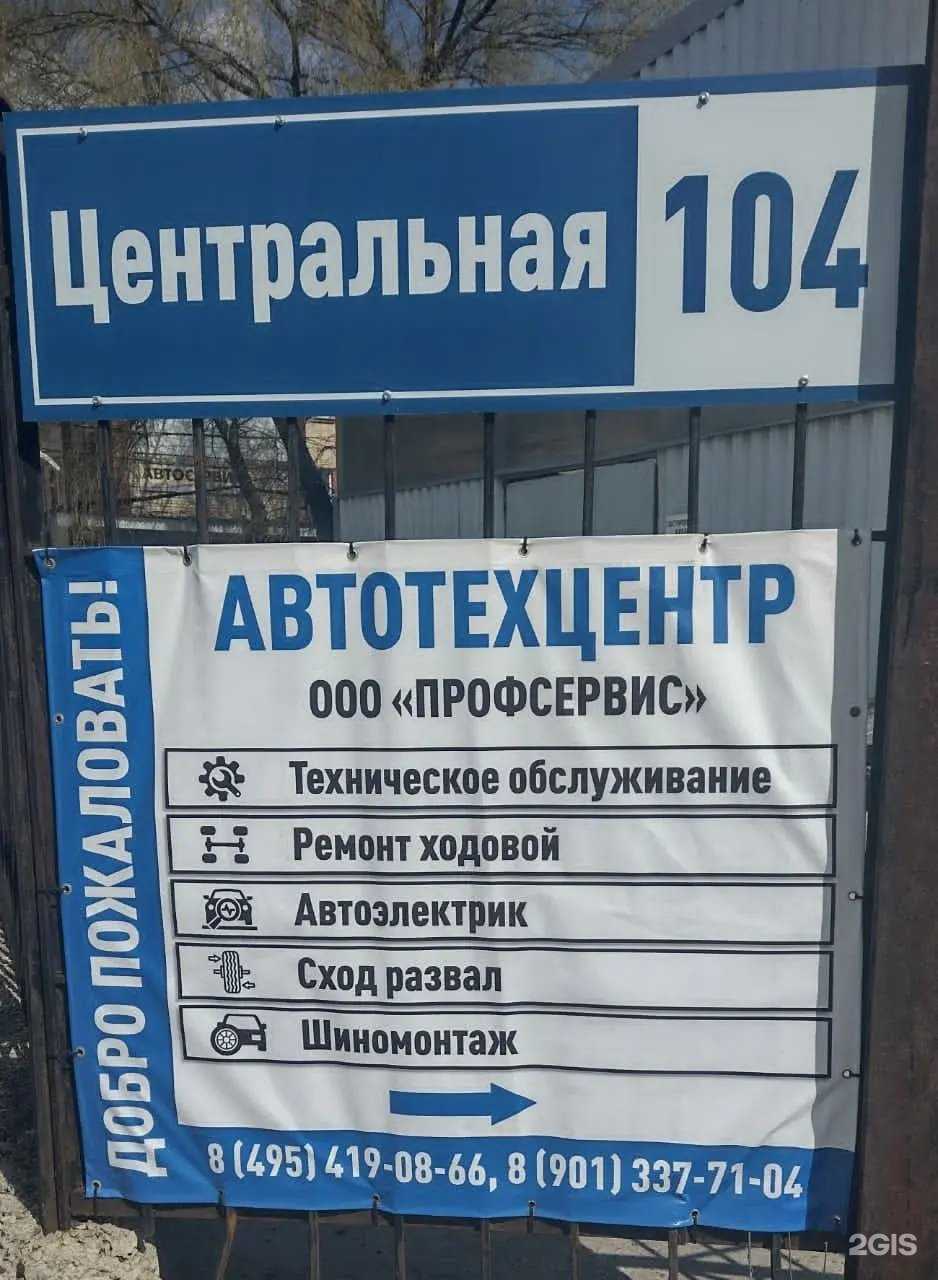 Центральная 104
АВТОСЕРВИС
ДОБРО ПОЖАЛОВАТЬ!
АВТОТЕХЦЕНТР
ООО «ПРОФСЕРВИС»
Техническое обслуживание
Ремонт ходовой
Автоэлектрик
Сход развал
Шиномонтаж
8 (495) 419-08-66, 8 (901) 337-71-04
2GIS